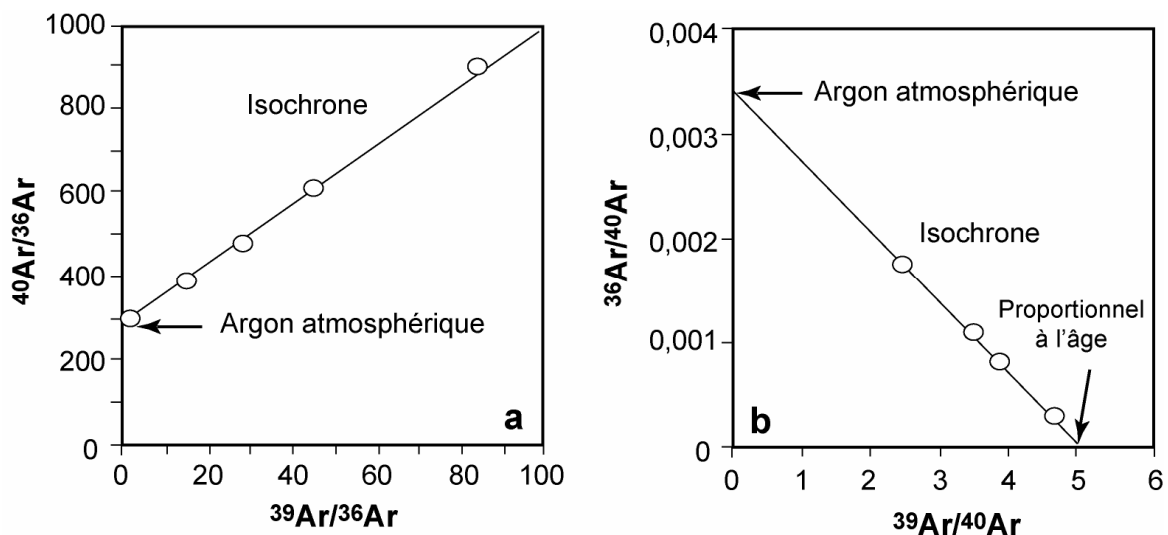 1000
800
600
400
200
0
40Ar/36Ar
Isochrone
Argon atmosphérique
a
0 20 40 60 80 100
39Ar/36Ar
0,004
0,003
0,002
0,001
0
36Ar/40Ar
Argon atmosphérique
Isochrone
Proportionnel
à l'âge
b
0 1 2 3 4 5 6
39Ar/40Ar